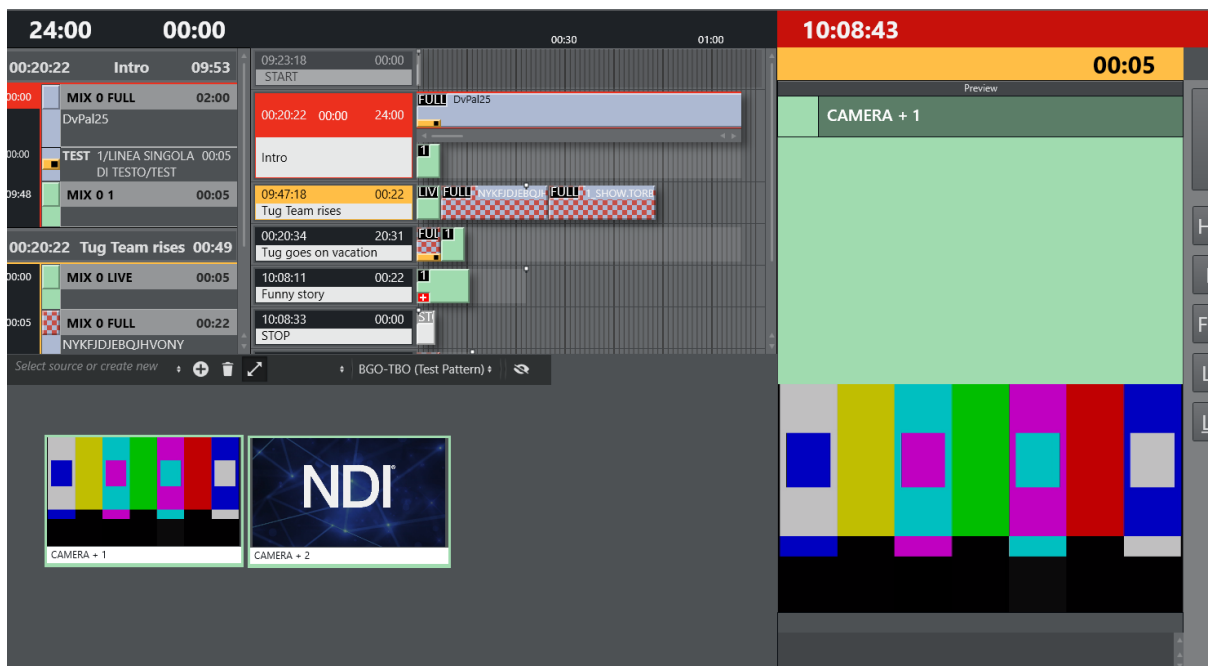 24:00 00:00
00:30 01:00
10:08:43
00:05
Preview
CAMERA + 1
00:20:22 Intro 09:53
00:00 MIX 0 FULL 02:00
DvPal25
00:00 TEST 1/LINEA SINGOLA 00:05
DI TESTO/TEST
09:48 MIX 0 1 00:05
00:20:22 Tug Team rises 00:49
00:00 MIX 0 LIVE 00:05
00:05 MIX 0 FULL 00:22
NYKFJDJEBQJHVONY
09:23:18 00:00
START
00:20:22 00:00 24:00
FULL DvPal25
Intro
1
09:47:18 00:22
LIV FULL NYKFJDJEBQJH FULL 1_SHOW.TORE
Tug Team rises
00:20:34 20:31
FUL 1
Tug goes on vacation
10:08:11 00:22
1
Funny story
10:08:33 00:00
STOP
Select source or create new
BGO-TBO (Test Pattern)
NDI
CAMERA + 1
CAMERA + 2
H
F
L
L